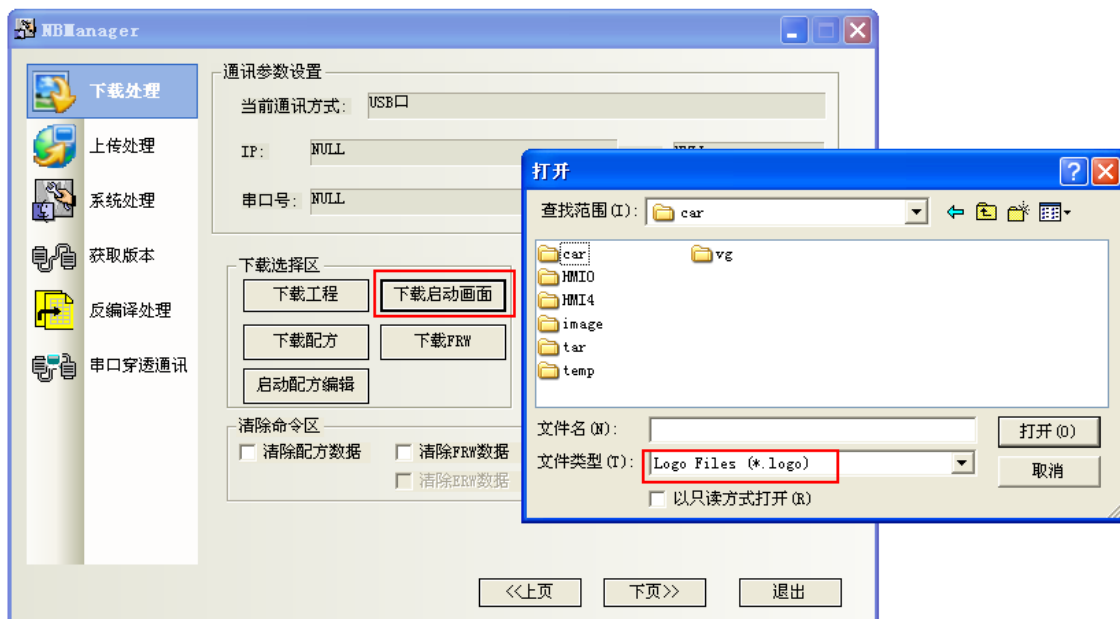 NBManager
下载处理
上传处理
系统处理
获取版本
反编译处理
串口穿透通讯
通讯参数设置
当前通讯方式: USB口
IP: NULL
串口号: NULL
下载选择区
下载工程 下载启动画面
下载配方 下载FRW
启动配方编辑
清除命令区
清除配方数据 清除FRW数据
清除ERW数据
<<上页 下页>> 退出
打开
查找范围(I): car
car vg
HMI0
HMI4
image
tar
temp
文件名(N): 打开(O)
文件类型(T): Logo Files (*.logo) 取消
以只读方式打开(R)